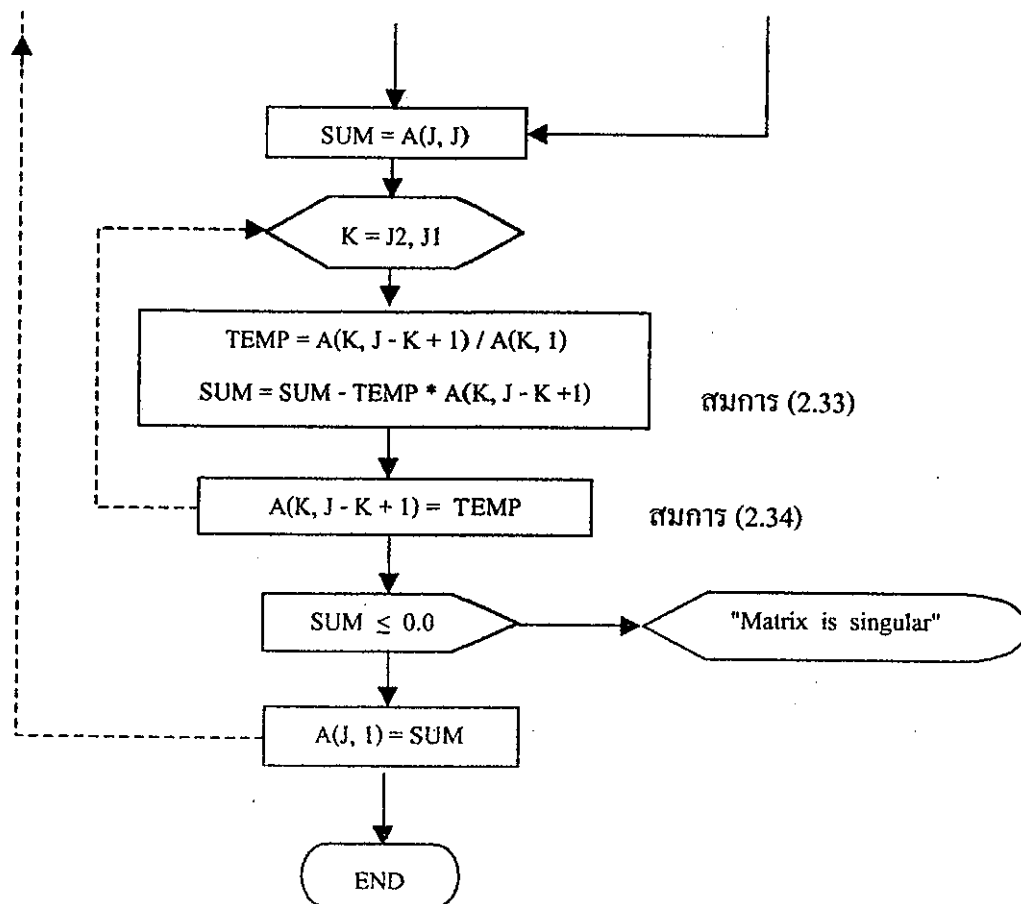 SUM = A(J, J)
K = J2, J1
TEMP = A(K, J - K + 1) / A(K, 1)
SUM = SUM - TEMP * A(K, J - K +1)
สมการ (2.33)
A(K, J - K + 1) = TEMP
สมการ (2.34)
SUM ≤ 0.0
"Matrix is singular"
A(J, 1) = SUM
END